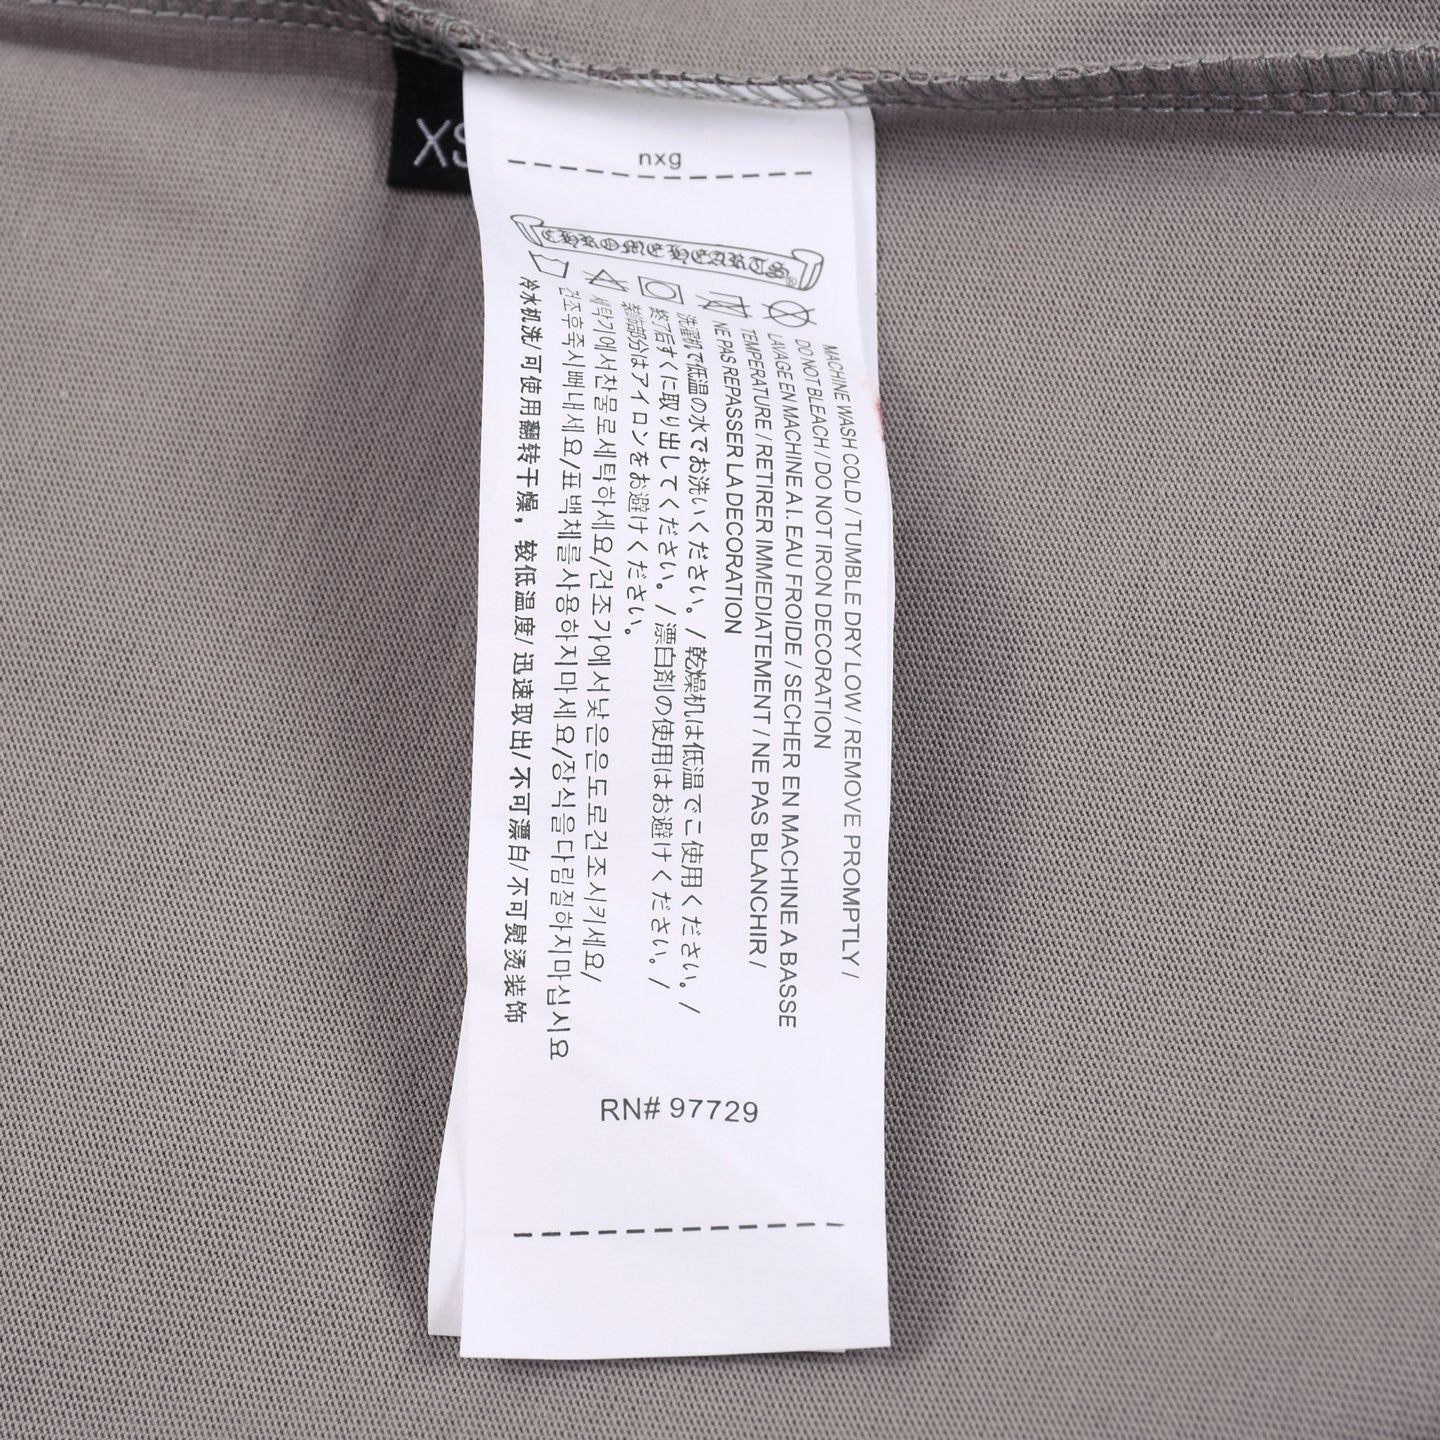 XS
nxg
CHROME HEARTS®
MACHINE WASH COLD / TUMBLE DRY LOW / REMOVE PROMPTLY /
DO NOT BLEACH / DO NOT IRON DECORATION
LAVAGE EN MACHINE A I. EAU FROIDE / SECHER EN MACHINE A BASSE
TEMPERATURE / RETIRER IMMEDIATEMENT / NE PAS BLANCHIR /
NE PAS REPASSER LA DECORATION
洗濯机で低温の水でお洗いください。/ 乾燥机は低温でご使用ください。/
終了后すぐに取り出してください。/ 漂白剤の使用はお避けください。/
装飾部分はアイロンをお避けください。
세탁기에서찬물로세탁하세요/건조기에서낮은온도로건조시키세요/
건조후즉시빼내세요/표백제를사용하지마세요/장식을다림질하지마십시요
冷水机洗/可使用翻转干燥，较低温度/迅速取出/不可漂白/不可熨烫装饰
RN# 97729